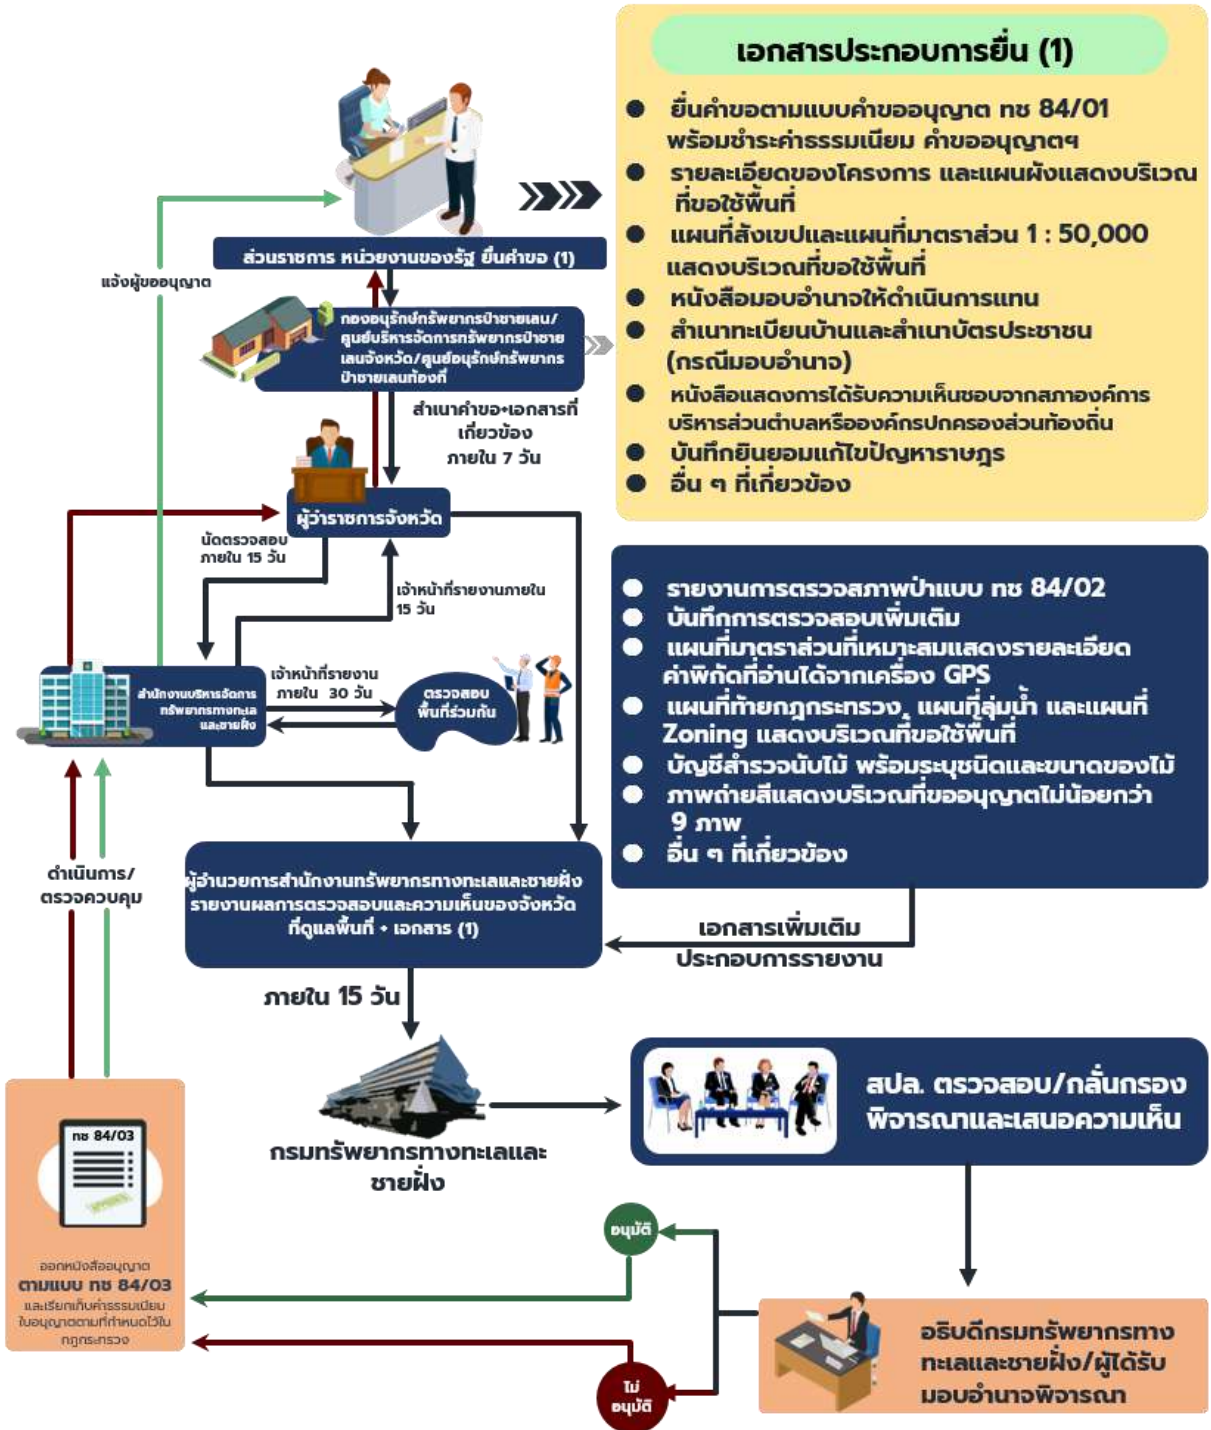 เอกสารประกอบการยื่น (1)
● ยื่นคำขอตามแบบคำขออนุญาต ทช 84/01
พร้อมชำระค่าธรรมเนียม คำขออนุญาตฯ
● รายละเอียดของโครงการ และแผนผังแสดงบริเวณ
ที่ขอใช้พื้นที่
● แผนที่สังเขปและแผนที่มาตราส่วน 1 : 50,000
แสดงบริเวณที่ขอใช้พื้นที่
● หนังสือมอบอำนาจให้ดำเนินการแทน
● สำเนาทะเบียนบ้านและสำเนาบัตรประชาชน
(กรณีมอบอำนาจ)
● หนังสือแสดงการได้รับความเห็นชอบจากสภาองค์การ
บริหารส่วนตำบลหรือองค์กรปกครองส่วนท้องถิ่น
● บันทึกยินยอมแก้ไขปัญหาราษฎร
● อื่น ๆ ที่เกี่ยวข้อง
ส่วนราชการ หน่วยงานของรัฐ ยื่นคำขอ (1)
แจ้งผู้ขออนุญาต
กองอนุรักษ์ทรัพยากรป่าชายเลน/
ศูนย์บริหารจัดการทรัพยากรป่าชาย
เลนจังหวัด/ศูนย์อนุรักษ์ทรัพยากร
ป่าชายเลนท้องที่
สำเนาคำขอ+เอกสารที่
เกี่ยวข้อง
ภายใน 7 วัน
ผู้ว่าราชการจังหวัด
นัดตรวจสอบ
ภายใน 15 วัน
เจ้าหน้าที่รายงานภายใน
15 วัน
สำนักงานบริหารจัดการ
ทรัพยากรทางทะเล
และชายฝั่ง
เจ้าหน้าที่รายงาน
ภายใน 30 วัน
ตรวจสอบ
พื้นที่ร่วมกัน
● รายงานการตรวจสภาพป่าแบบ ทช 84/02
● บันทึกการตรวจสอบเพิ่มเติม
● แผนที่มาตราส่วนที่เหมาะสมแสดงรายละเอียด
ค่าพิกัดที่อ่านได้จากเครื่อง GPS
● แผนที่ท้ายกฎกระทรวง, แผนที่ลุ่มน้ำ และแผนที่
Zoning แสดงบริเวณที่ขอใช้พื้นที่
● บัญชีสำรวจนับไม้ พร้อมระบุชนิดและขนาดของไม้
● ภาพถ่ายสีแสดงบริเวณที่ขออนุญาตไม่น้อยกว่า
9 ภาพ
● อื่น ๆ ที่เกี่ยวข้อง
ดำเนินการ/
ตรวจควบคุม
ผู้อำนวยการสำนักงานทรัพยากรทางทะเลและชายฝั่ง
รายงานผลการตรวจสอบและความเห็นของจังหวัด
ที่ดูแลพื้นที่ + เอกสาร (1)
เอกสารเพิ่มเติม
ประกอบการรายงาน
ภายใน 15 วัน
กรมทรัพยากรทางทะเลและ
ชายฝั่ง
สปล. ตรวจสอบ/กลั่นกรอง
พิจารณาและเสนอความเห็น
ทช 84/03
ออกหนังสืออนุญาต
ตามแบบ ทช 84/03
และเรียกเก็บค่าธรรมเนียม
ใบอนุญาตตามที่กำหนดไว้ใน
กฎกระทรวง
อนุมัติ
ไม่
อนุมัติ
อธิบดีกรมทรัพยากรทาง
ทะเลและชายฝั่ง/ผู้ได้รับ
มอบอำนาจพิจารณา